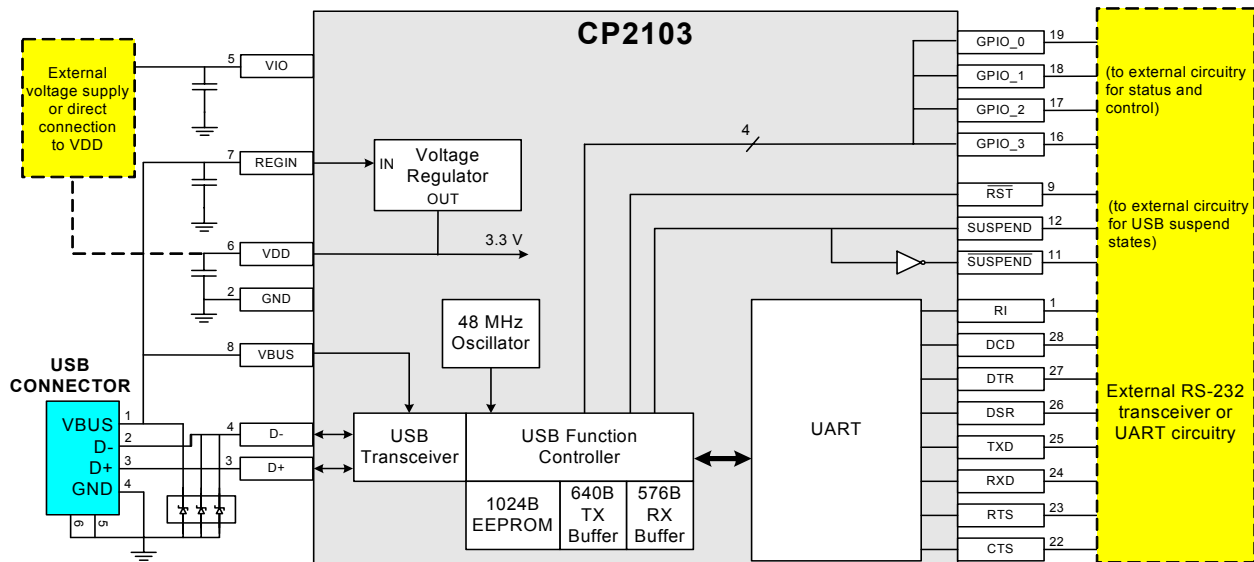 CP2103
External
voltage supply
or direct
connection
to VDD
5
VIO
7
REGIN
IN
Voltage
Regulator
OUT
6
VDD
3.3 V
2
GND
48 MHz
Oscillator
8
VBUS
USB
CONNECTOR
VBUS
D-
D+
GND
1
2
3
4
6
5
4
D-
3
D+
USB
Transceiver
USB Function
Controller
1024B
EEPROM
640B
TX
Buffer
576B
RX
Buffer
UART
4
GPIO_0
19
GPIO_1
18
GPIO_2
17
GPIO_3
16
RST
9
SUSPEND
12
SUSPEND
11
RI
1
DCD
28
DTR
27
DSR
26
TXD
25
RXD
24
RTS
23
CTS
22
(to external circuitry
for status and
control)
(to external circuitry
for USB suspend
states)
External RS-232
transceiver or
UART circuitry